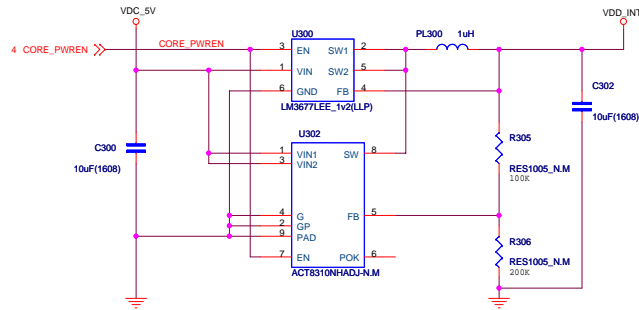 VDC_5V
VDD_INT
U300
PL300 1uH
4 CORE_PWREN
CORE_PWREN
3 EN SW1 2
1 VIN SW2 5
6 GND FB 4
LM3677LEE_1v2(LLP)
C302
10uF(1608)
C300
10uF(1608)
U302
R305
RES1005_N.M
100K
1 VIN1 SW 8
3 VIN2
4 G FB 5
2 GP
9 PAD
7 EN POK 6
ACT8310NHADJ-N.M
R306
RES1005_N.M
200K